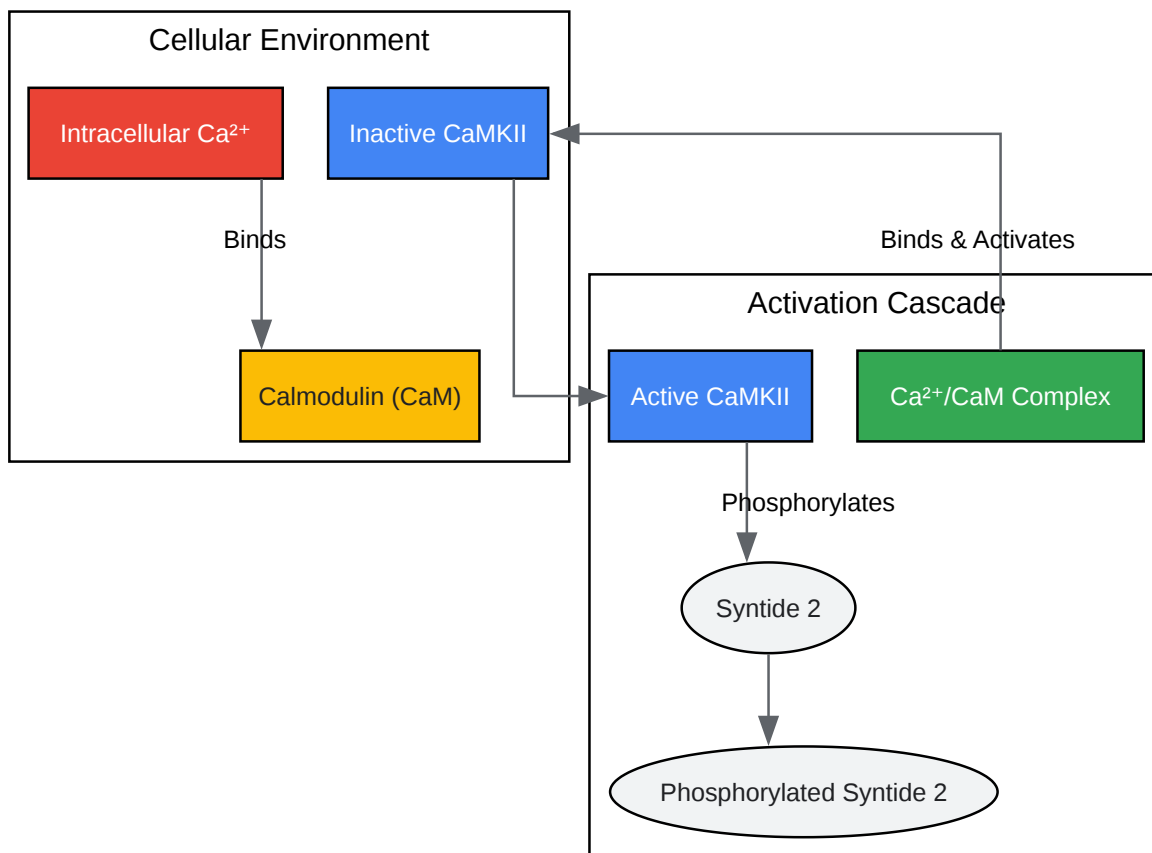 Cellular Environment
Intracellular Ca²⁺
Inactive CaMKII
Binds
Binds & Activates
Calmodulin (CaM)
Activation Cascade
Active CaMKII
Ca²⁺/CaM Complex
Phosphorylates
Syntide 2
Phosphorylated Syntide 2